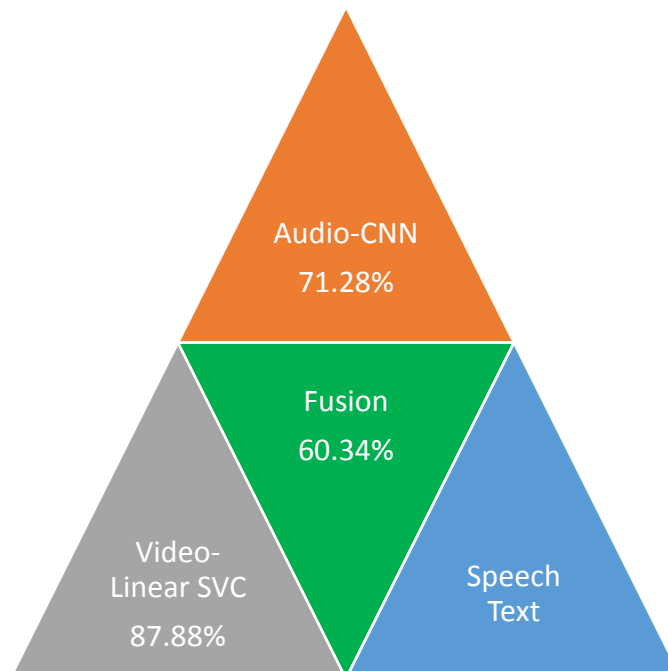 Audio-CNN
71.28%
Fusion
60.34%
Video-
Linear SVC
87.88%
Speech
Text